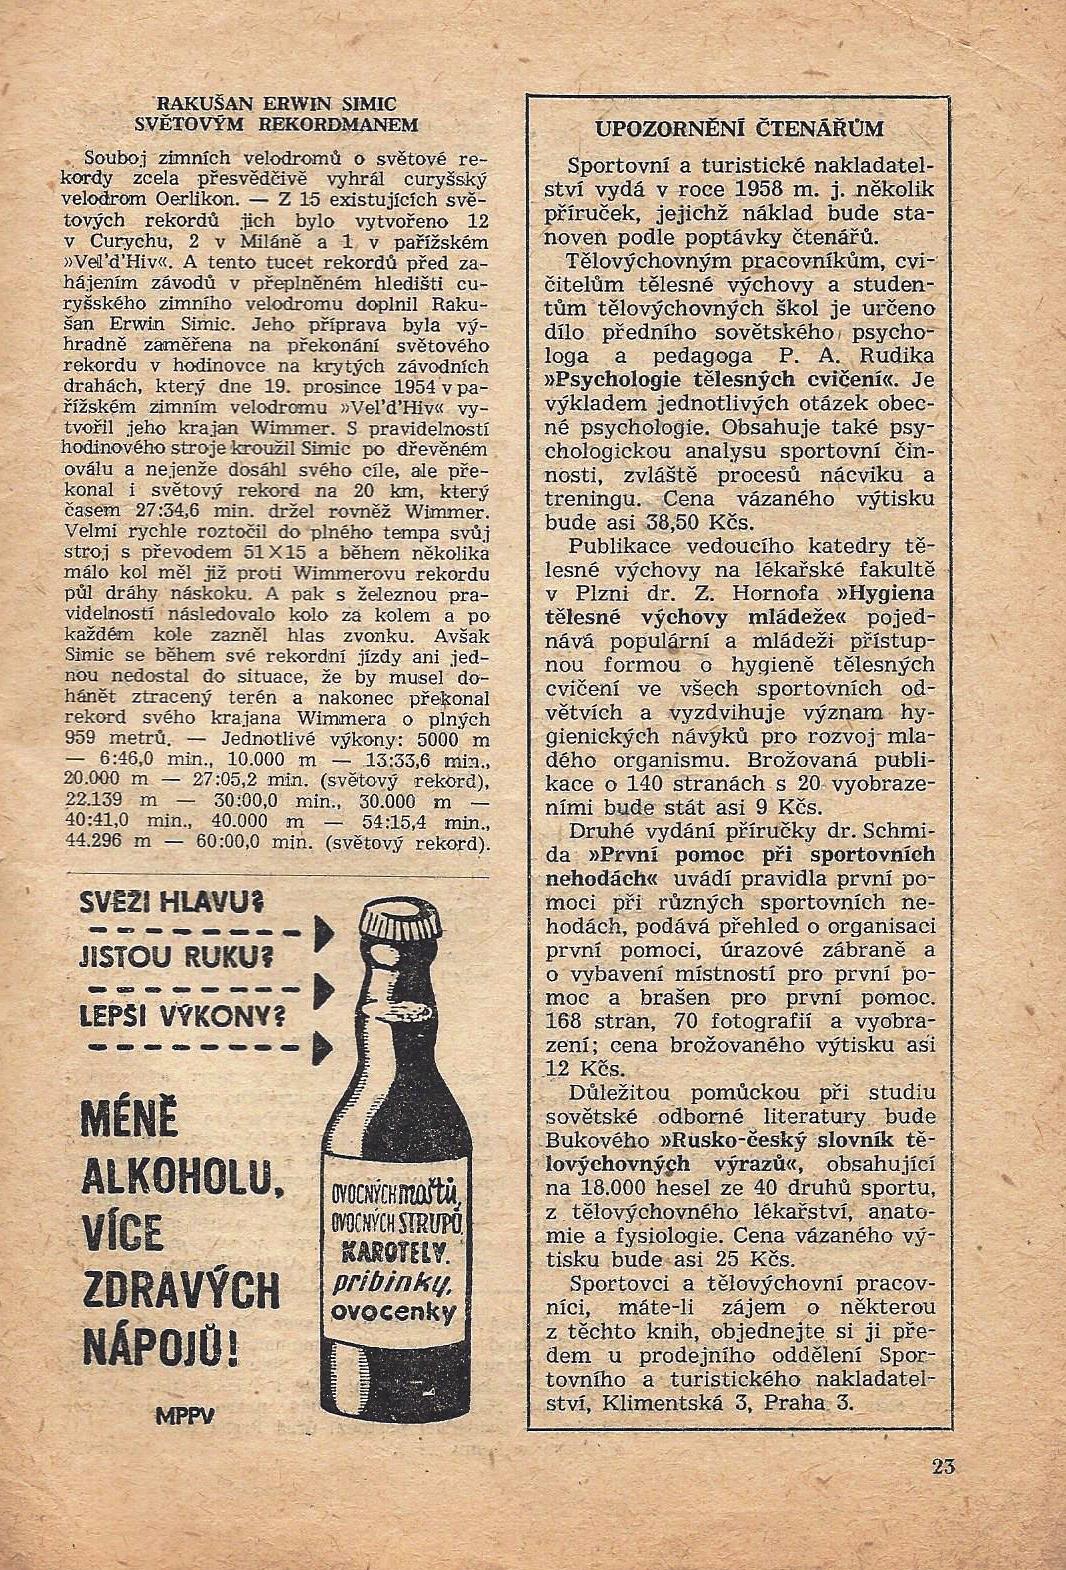 RAKUŠAN ERWIN SIMIC
SVĚTOVÝM REKORDMANEM
Souboj zimních velodromů o světové re-
kordy zcela přesvědčivě vyhrál curyšský
velodrom Oerlikon. — Z 15 existujících svě-
tových rekordů jich bylo vytvořeno 12
v Curychu, 2 v Miláně a 1 v pařížském
»Vel'd'Hiv«. A tento tucet rekordů před za-
hájením závodů v přeplněném hledišti cu-
ryšského zimního velodromu doplnil Raku-
šan Erwin Simic. Jeho příprava byla vý-
hradně zaměřena na překonání světového
rekordu v hodinovce na krytých závodních
drahách, který dne 19. prosince 1954 v pa-
řížském zimním velodromu »Vel'd'Hiv« vy-
tvořil jeho krajan Wimmer. S pravidelností
hodinového stroje kroužil Simic po dřevěném
oválu a nejenže dosáhl svého cíle, ale pře-
konal i světový rekord na 20 km, který
časem 27:34,6 min. držel rovněž Wimmer.
Velmi rychle roztočil do plného tempa svůj
stroj s převodem 51×15 a během několika
málo kol měl již proti Wimmerovu rekordu
půl dráhy náskoku. A pak s železnou pra-
videlností následovalo kolo za kolem a po
každém kole zazněl hlas zvonku. Avšak
Simic se během své rekordní jízdy ani jed-
nou nedostal do situace, že by musel do-
hánět ztracený terén a nakonec překonal
rekord svého krajana Wimmera o plných
959 metrů. — Jednotlivé výkony: 5000 m
— 6:46,0 min., 10.000 m — 13:33,6 min.,
20.000 m — 27:05,2 min. (světový rekord),
22.139 m — 30:00,0 min., 30.000 m —
40:41,0 min., 40.000 m — 54:15,4 min.,
44.296 m — 60:00,0 min. (světový rekord).
SVĚŽÍ HLAVU?
JISTOU RUKU?
LEPŠÍ VÝKONY?
MÉNĚ
ALKOHOLU,
VÍCE
ZDRAVÝCH
NÁPOJŮ!
MPPV
OVOCNÝCH moštů,
OVOCNÝCH SIRUPŮ,
KAROTELY.
pribinky,
ovocenky
UPOZORNĚNÍ ČTENÁŘŮM
Sportovní a turistické nakladatel-
ství vydá v roce 1958 m. j. několik
příruček, jejichž náklad bude sta-
noven podle poptávky čtenářů.
Tělovýchovným pracovníkům, cvi-
čitelům tělesné výchovy a studen-
tům tělovýchovných škol je určeno
dílo předního sovětského psycho-
loga a pedagoga P. A. Rudika
»Psychologie tělesných cvičení«. Je
výkladem jednotlivých otázek obec-
né psychologie. Obsahuje také psy-
chologickou analysu sportovní čin-
nosti, zvláště procesů nácviku a
treningu. Cena vázaného výtisku
bude asi 38,50 Kčs.
Publikace vedoucího katedry tě-
lesné výchovy na lékařské fakultě
v Plzni dr. Z. Hornofa »Hygiena
tělesné výchovy mládeže« pojed-
nává populární a mládeži přístup-
nou formou o hygieně tělesných
cvičení ve všech sportovních od-
větvích a vyzdvihuje význam hy-
gienických návyků pro rozvoj mla-
dého organismu. Brožovaná publi-
kace o 140 stranách s 20 vyobraze-
ními bude stát asi 9 Kčs.
Druhé vydání příručky dr. Schmi-
da »První pomoc při sportovních
nehodách« uvádí pravidla první po-
moci při různých sportovních ne-
hodách, podává přehled o organisaci
první pomoci, úrazové zábraně a
o vybavení místností pro první po-
moc a brašen pro první pomoc.
168 stran, 70 fotografií a vyobra-
zení; cena brožovaného výtisku asi
12 Kčs.
Důležitou pomůckou při studiu
sovětské odborné literatury bude
Bukového »Rusko-český slovník tě-
lovýchovných výrazů«, obsahující
na 18.000 hesel ze 40 druhů sportu,
z tělovýchovného lékařství, anato-
mie a fysiologie. Cena vázaného vý-
tisku bude asi 25 Kčs.
Sportovci a tělovýchovní pracov-
níci, máte-li zájem o některou
z těchto knih, objednejte si ji pře-
dem u prodejního oddělení Spor-
tovního a turistického nakladatel-
ství, Klimentská 3, Praha 3.
23